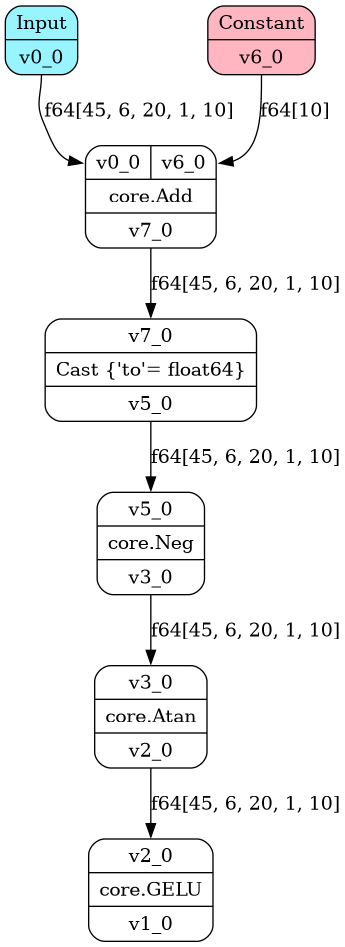 Input
v0_0
Constant
v6_0
f64[45, 6, 20, 1, 10]
f64[10]
v0_0 v6_0
core.Add
v7_0
f64[45, 6, 20, 1, 10]
v7_0
Cast {'to'= float64}
v5_0
f64[45, 6, 20, 1, 10]
v5_0
core.Neg
v3_0
f64[45, 6, 20, 1, 10]
v3_0
core.Atan
v2_0
f64[45, 6, 20, 1, 10]
v2_0
core.GELU
v1_0